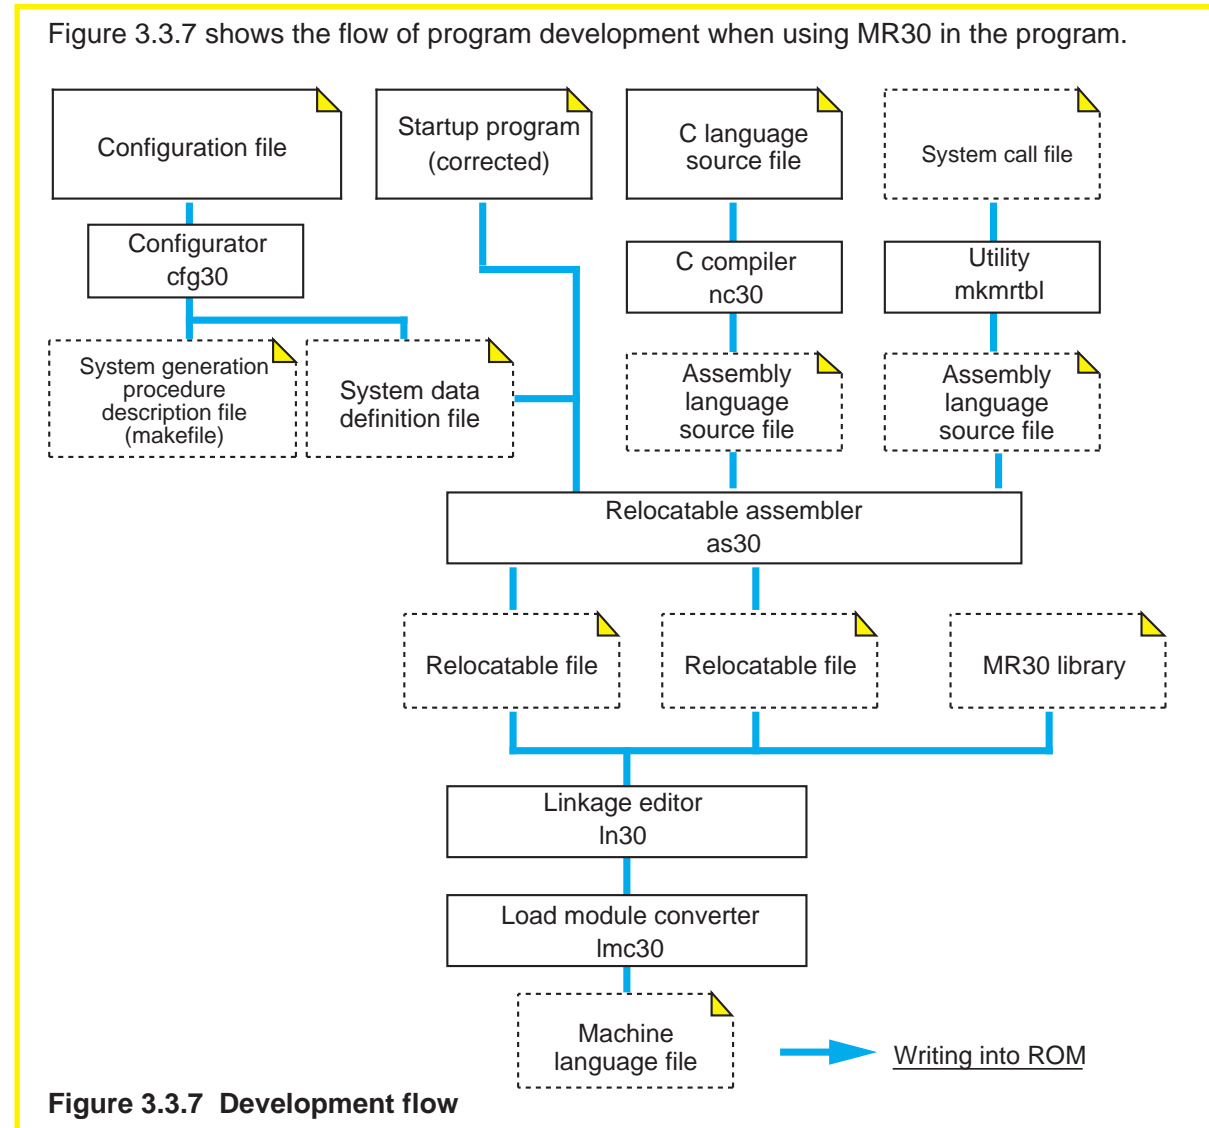 Figure 3.3.7 shows the flow of program development when using MR30 in the program.
Configuration file
Startup program
(corrected)
C language
source file
System call file
Configurator
cfg30
C compiler
nc30
Utility
mkmrtbl
System generation
procedure
description file
(makefile)
System data
definition file
Assembly
language
source file
Assembly
language
source file
Relocatable assembler
as30
Relocatable file
Relocatable file
MR30 library
Linkage editor
ln30
Load module converter
lmc30
Machine
language file
Writing into ROM
Figure 3.3.7  Development flow